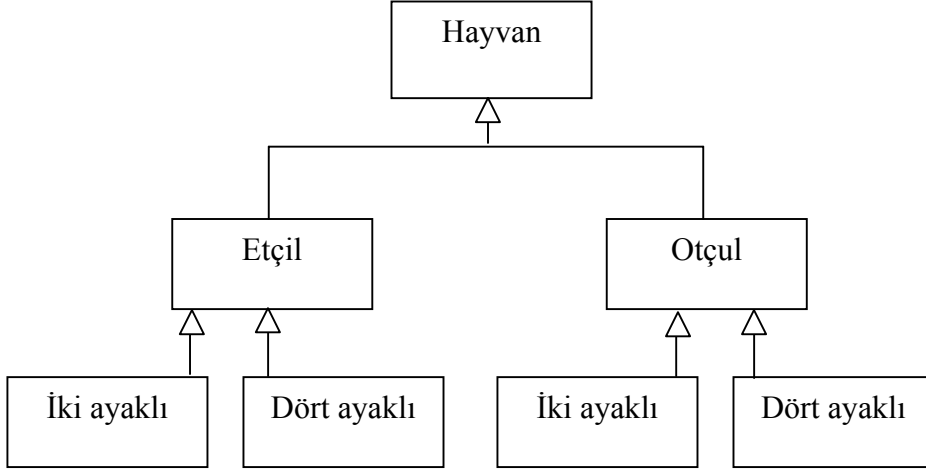 Hayvan
Etçil
Otçul
İki ayaklı
Dört ayaklı
İki ayaklı
Dört ayaklı